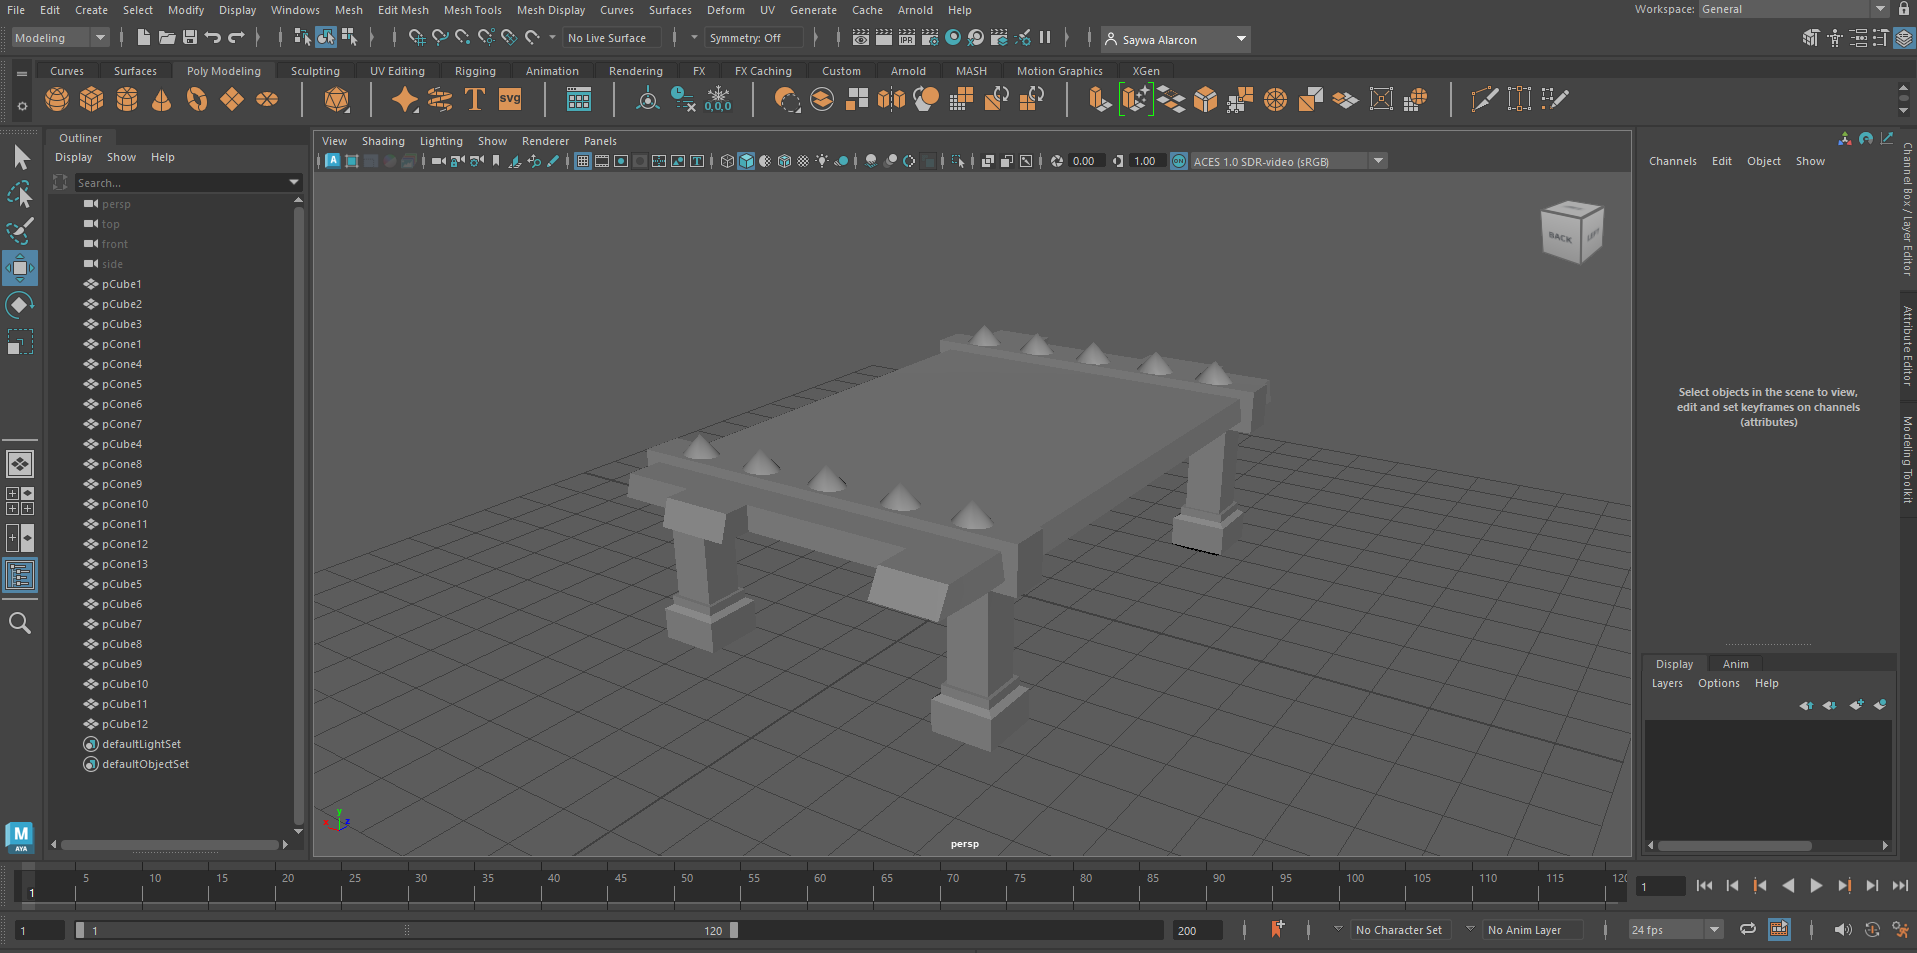 File Edit Create Select Modify Display Windows Mesh Edit Mesh Mesh Tools Mesh Display Curves Surfaces Deform UV Generate Cache Arnold Help
Workspace: General
Modeling
No Live Surface
Symmetry: Off
Saywa Alarcon
Curves Surfaces Poly Modeling Sculpting UV Editing Rigging Animation Rendering FX FX Caching Custom Arnold MASH Motion Graphics XGen
IPR
T
SVG
0,0,0
Outliner
Display Show Help
Search...
persp
top
front
side
pCube1
pCube2
pCube3
pCone1
pCone4
pCone5
pCone6
pCone7
pCube4
pCone8
pCone9
pCone10
pCone11
pCone12
pCone13
pCube5
pCube6
pCube7
pCube8
pCube9
pCube10
pCube11
pCube12
defaultLightSet
defaultObjectSet
M
AYA
View Shading Lighting Show Renderer Panels
0.00
1.00
ON
ACES 1.0 SDR-video (sRGB)
BACK
LEFT
y
x
z
persp
Channels Edit Object Show
Select objects in the scene to view,
edit and set keyframes on channels
(attributes)
Channel Box / Layer Editor
Attribute Editor
Modeling Toolkit
Display Anim
Layers Options Help
1
5 10 15 20 25 30 35 40 45 50 55 60 65 70 75 80 85 90 95 100 105 110 115 120
1
1
1
120
200
No Character Set
No Anim Layer
24 fps